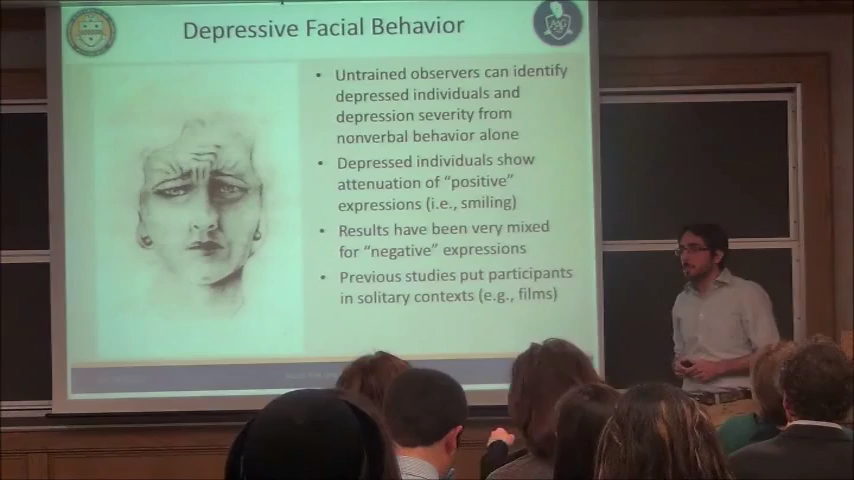 Depressive Facial Behavior
• Untrained observers can identify
depressed individuals and
depression severity from
nonverbal behavior alone
• Depressed individuals show
attenuation of “positive”
expressions (i.e., smiling)
• Results have been very mixed
for “negative” expressions
• Previous studies put participants
in solitary contexts (e.g., films)